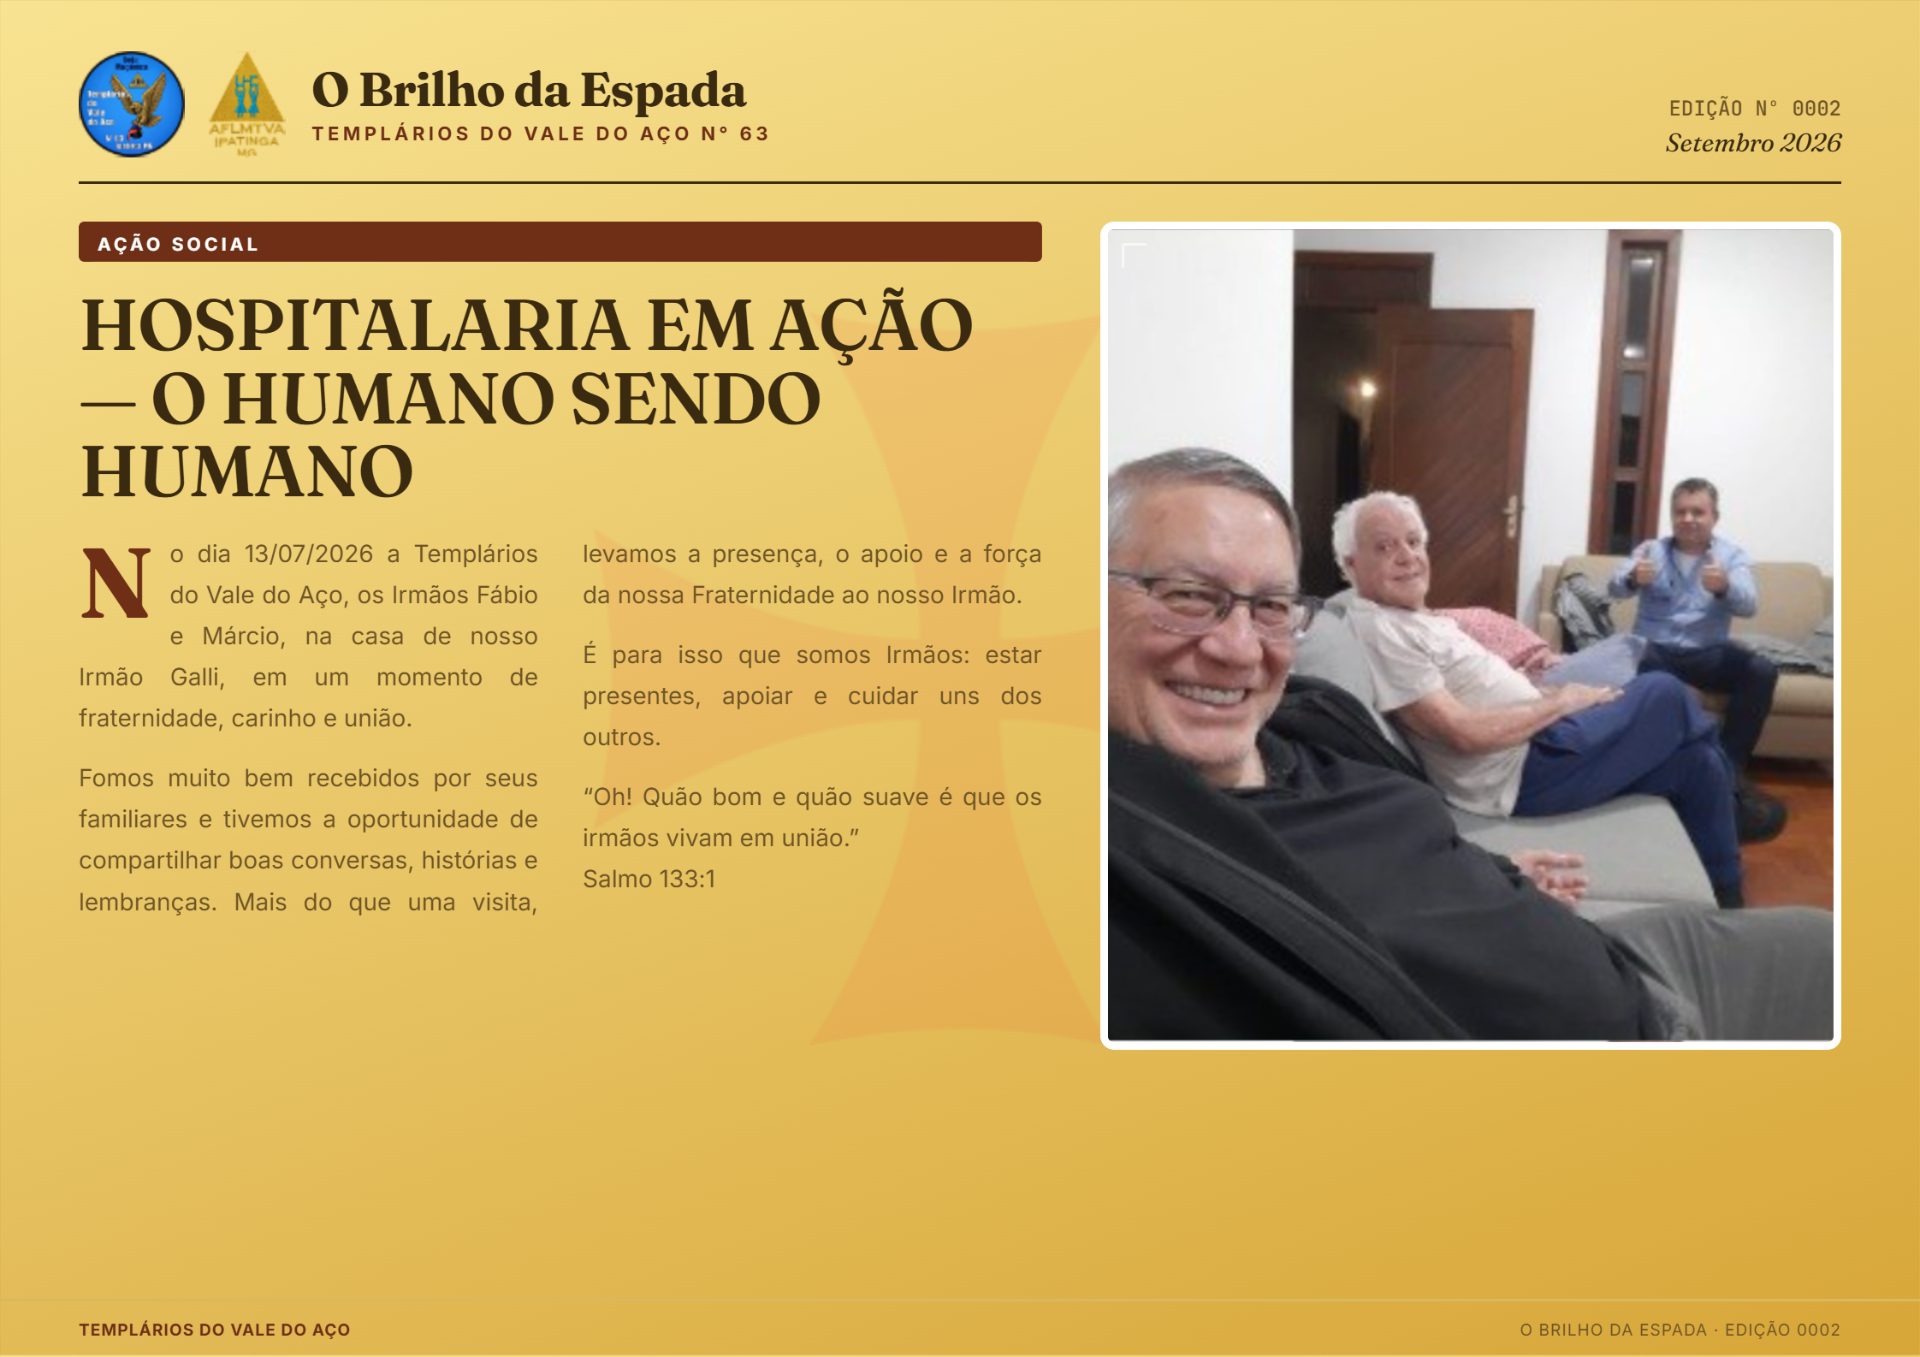 Templários
do
Vale
do Aço
AFLMTVA
IPATINGA
MG
O Brilho da Espada
TEMPLÁRIOS DO VALE DO AÇO N° 63
EDIÇÃO N° 0002
Setembro 2026
AÇÃO SOCIAL
HOSPITALARIA EM AÇÃO
— O HUMANO SENDO
HUMANO
No dia 13/07/2026 a Templários
do Vale do Aço, os Irmãos Fábio
e Márcio, na casa de nosso
Irmão Galli, em um momento de
fraternidade, carinho e união.
Fomos muito bem recebidos por seus
familiares e tivemos a oportunidade de
compartilhar boas conversas, histórias e
lembranças. Mais do que uma visita,
levamos a presença, o apoio e a força
da nossa Fraternidade ao nosso Irmão.
É para isso que somos Irmãos: estar
presentes, apoiar e cuidar uns dos
outros.
“Oh! Quão bom e quão suave é que os
irmãos vivam em união.”
Salmo 133:1
TEMPLÁRIOS DO VALE DO AÇO
O BRILHO DA ESPADA · EDIÇÃO 0002